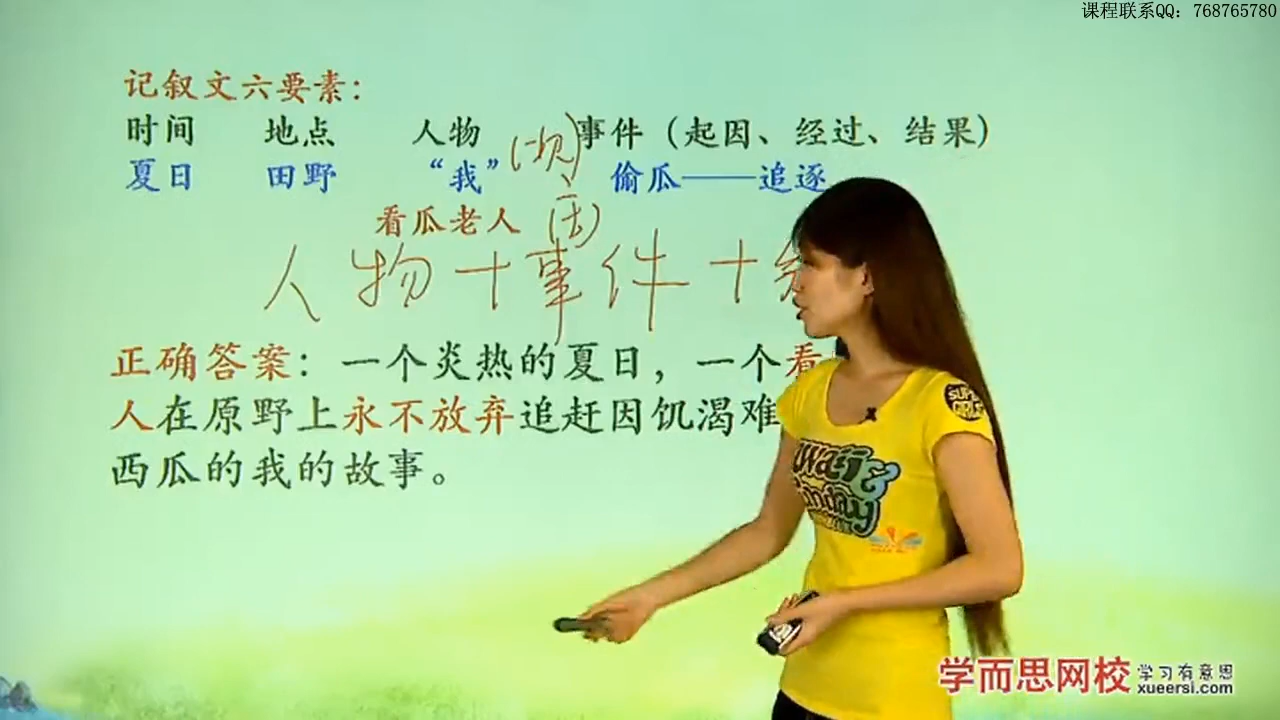 课程联系QQ：768765780
记叙文六要素：
时间 地点 人物 事件（起因、经过、结果）
夏日 田野 “我” 偷瓜——追逐
看瓜老人
人物十事件十
正确答案：一个炎热的夏日，一个看
人在原野上永不放弃追赶因饥渴难
西瓜的我的故事。
SUPER
GIRLS
学而思网校 学习有意思
xueersi.com